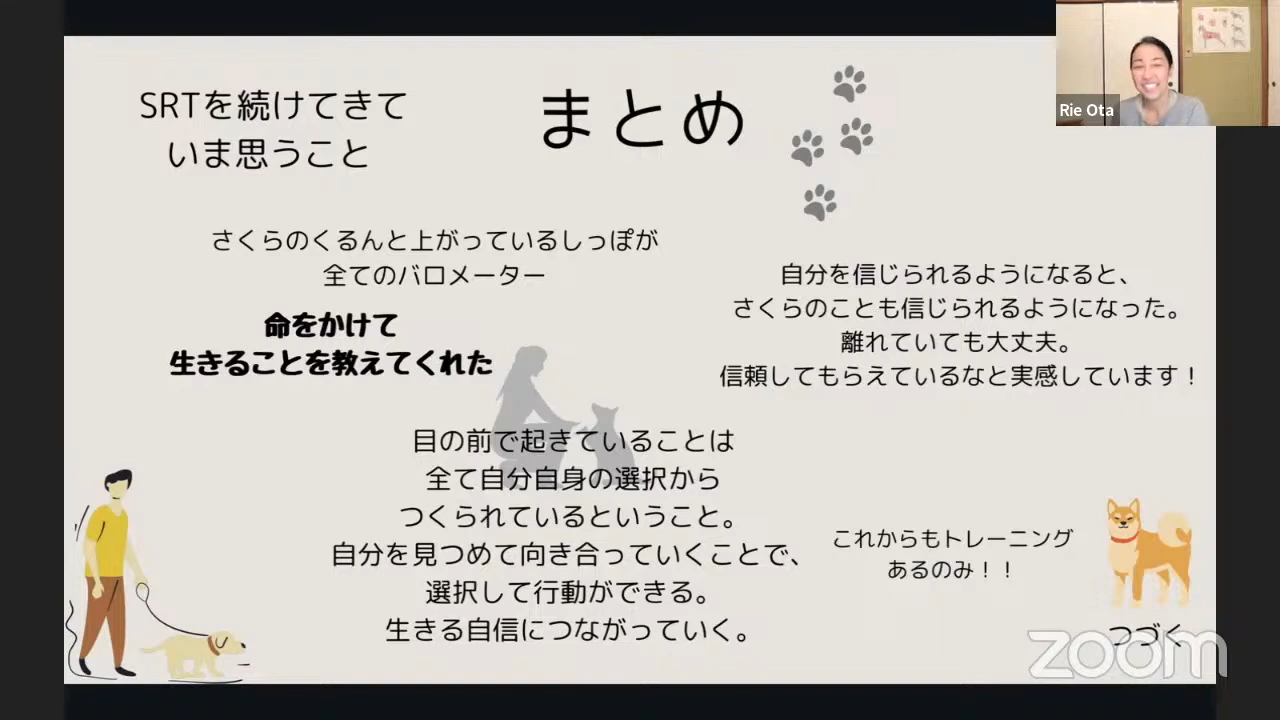 SRTを続けてきて
いま思うこと
まとめ
Rie Ota
さくらのくるんと上がっているしっぽが
全てのバロメーター
命をかけて
生きることを教えてくれた
自分を信じられるようになると、
さくらのことも信じられるようになった。
離れていても大丈夫。
信頼してもらえているなと実感しています！
目の前で起きていることは
全て自分自身の選択から
つくられているということ。
自分を見つめて向き合っていくことで、
選択して行動ができる。
生きる自信につながっていく。
これからもトレーニング
あるのみ！！
つづく
zoom